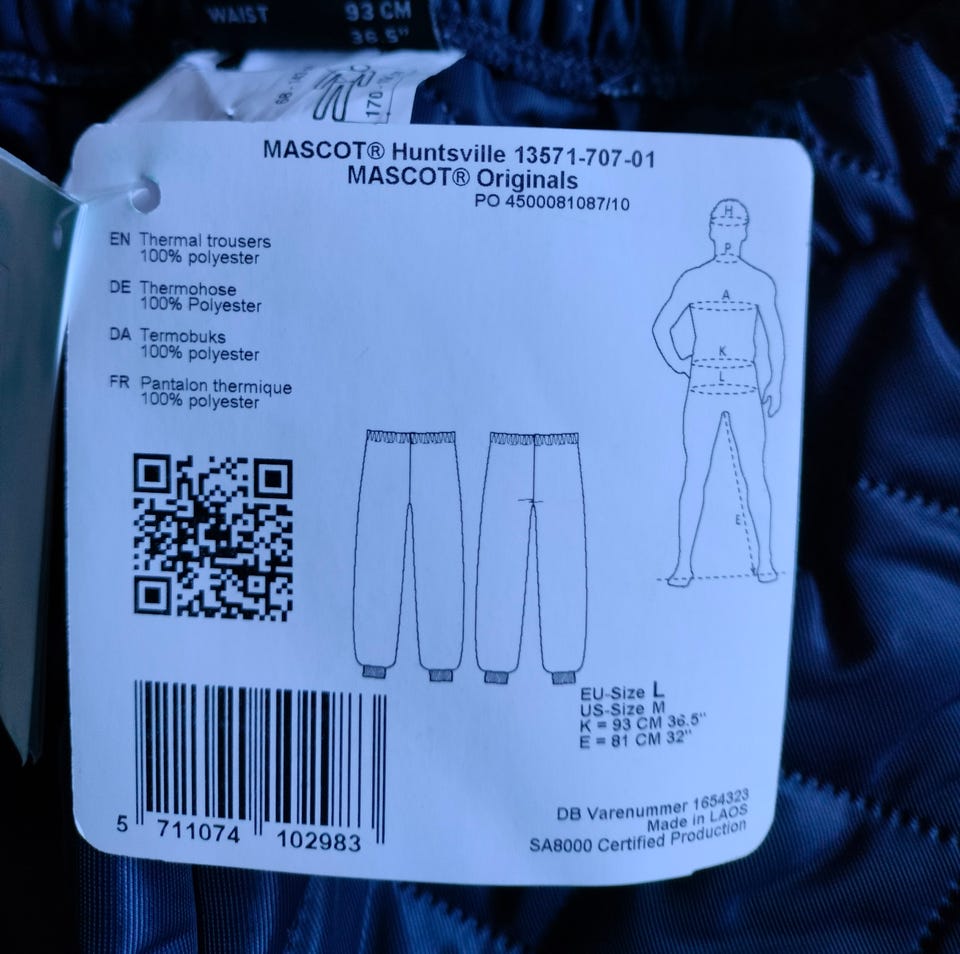 WAIST 93 CM
36.5"
MASCOT® Huntsville 13571-707-01
MASCOT® Originals
PO 4500081087/10
EN Thermal trousers
100% polyester
DE Thermohose
100% Polyester
DA Termobuks
100% polyester
FR Pantalon thermique
100% polyester
H
P
A
K
L
E
EU-Size L
US-Size M
K = 93 CM 36.5"
E = 81 CM 32"
DB Varenummer 1654323
Made in LAOS
SA8000 Certified Production
5 711074 102983